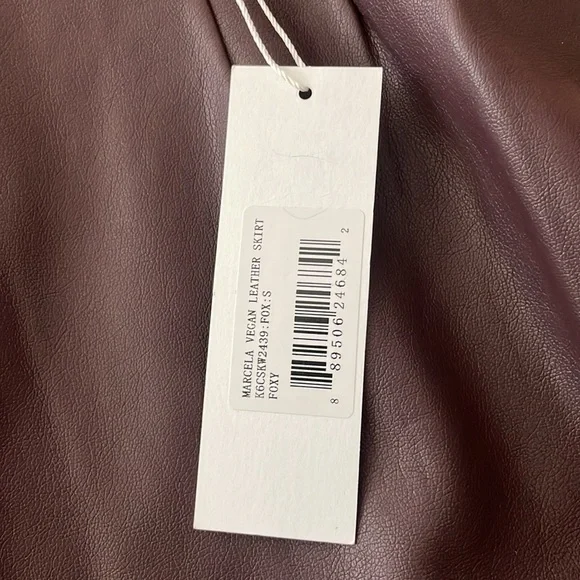 MARCELA VEGAN LEATHER SKIRT
K6CSKW2439:FOX:S
FOXY
8 89506 24684 2